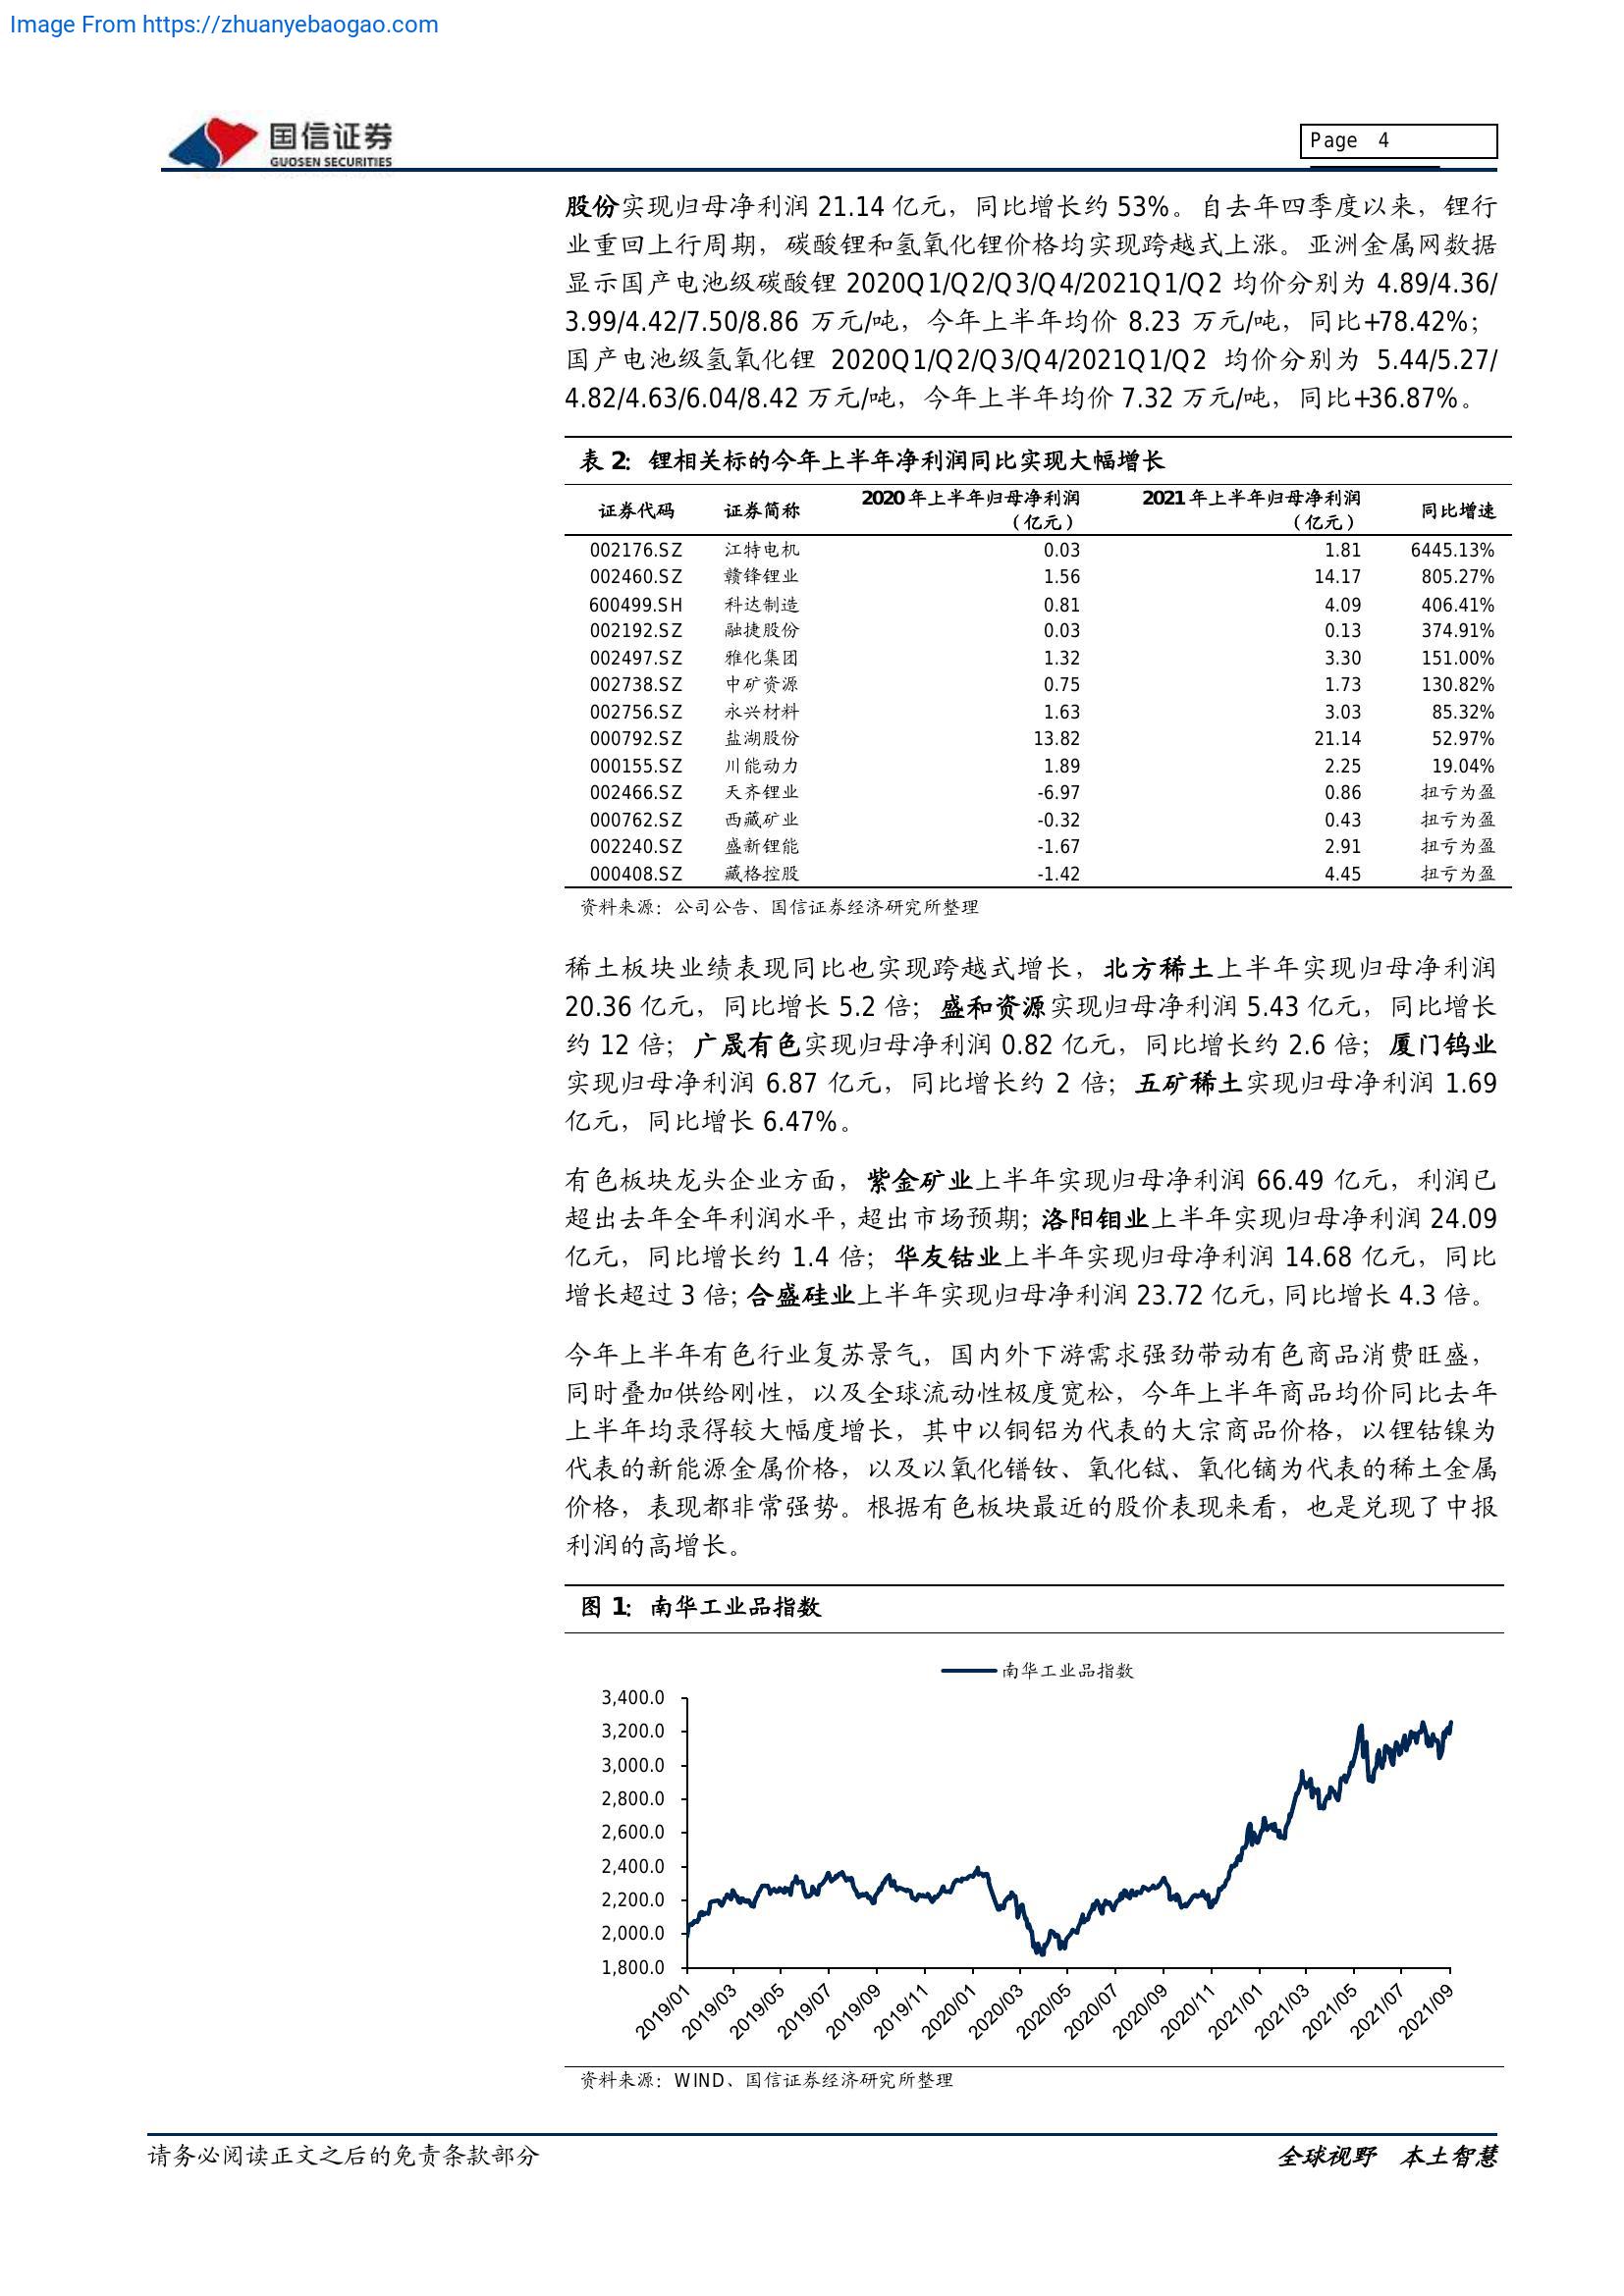 Image From https://zhuanyebaogao.com
国信证券
GUOSEN SECURITIES
Page 4
股份实现归母净利润 21.14 亿元，同比增长约 53%。自去年四季度以来，锂行
业重回上行周期，碳酸锂和氢氧化锂价格均实现跨越式上涨。亚洲金属网数据
显示国产电池级碳酸锂 2020Q1/Q2/Q3/Q4/2021Q1/Q2 均价分别为 4.89/4.36/
3.99/4.42/7.50/8.86 万元/吨，今年上半年均价 8.23 万元/吨，同比+78.42%；
国产电池级氢氧化锂 2020Q1/Q2/Q3/Q4/2021Q1/Q2 均价分别为 5.44/5.27/
4.82/4.63/6.04/8.42 万元/吨，今年上半年均价 7.32 万元/吨，同比+36.87%。
表 2：锂相关标的今年上半年净利润同比实现大幅增长
证券代码 证券简称 2020 年上半年归母净利润（亿元） 2021 年上半年归母净利润（亿元） 同比增速
002176.SZ 江特电机 0.03 1.81 6445.13%
002460.SZ 赣锋锂业 1.56 14.17 805.27%
600499.SH 科达制造 0.81 4.09 406.41%
002192.SZ 融捷股份 0.03 0.13 374.91%
002497.SZ 雅化集团 1.32 3.30 151.00%
002738.SZ 中矿资源 0.75 1.73 130.82%
002756.SZ 永兴材料 1.63 3.03 85.32%
000792.SZ 盐湖股份 13.82 21.14 52.97%
000155.SZ 川能动力 1.89 2.25 19.04%
002466.SZ 天齐锂业 -6.97 0.86 扭亏为盈
000762.SZ 西藏矿业 -0.32 0.43 扭亏为盈
002240.SZ 盛新锂能 -1.67 2.91 扭亏为盈
000408.SZ 藏格控股 -1.42 4.45 扭亏为盈
资料来源：公司公告、国信证券经济研究所整理
稀土板块业绩表现同比也实现跨越式增长，北方稀土上半年实现归母净利润
20.36 亿元，同比增长 5.2 倍；盛和资源实现归母净利润 5.43 亿元，同比增长
约 12 倍；广晟有色实现归母净利润 0.82 亿元，同比增长约 2.6 倍；厦门钨业
实现归母净利润 6.87 亿元，同比增长约 2 倍；五矿稀土实现归母净利润 1.69
亿元，同比增长 6.47%。
有色板块龙头企业方面，紫金矿业上半年实现归母净利润 66.49 亿元，利润已
超出去年全年利润水平，超出市场预期；洛阳钼业上半年实现归母净利润 24.09
亿元，同比增长约 1.4 倍；华友钴业上半年实现归母净利润 14.68 亿元，同比
增长超过 3 倍；合盛硅业上半年实现归母净利润 23.72 亿元，同比增长 4.3 倍。
今年上半年有色行业复苏景气，国内外下游需求强劲带动有色商品消费旺盛，
同时叠加供给刚性，以及全球流动性极度宽松，今年上半年商品均价同比去年
上半年均录得较大幅度增长，其中以铜铝为代表的大宗商品价格，以锂钴镍为
代表的新能源金属价格，以及以氧化镨钕、氧化铽、氧化镝为代表的稀土金属
价格，表现都非常强势。根据有色板块最近的股价表现来看，也是兑现了中报
利润的高增长。
图 1：南华工业品指数
南华工业品指数
3,400.0
3,200.0
3,000.0
2,800.0
2,600.0
2,400.0
2,200.0
2,000.0
1,800.0
2019/01 2019/03 2019/05 2019/07 2019/09 2019/11 2020/01 2020/03 2020/05 2020/07 2020/09 2020/11 2021/01 2021/03 2021/05 2021/07 2021/09
资料来源：WIND、国信证券经济研究所整理
请务必阅读正文之后的免责条款部分
全球视野 本土智慧